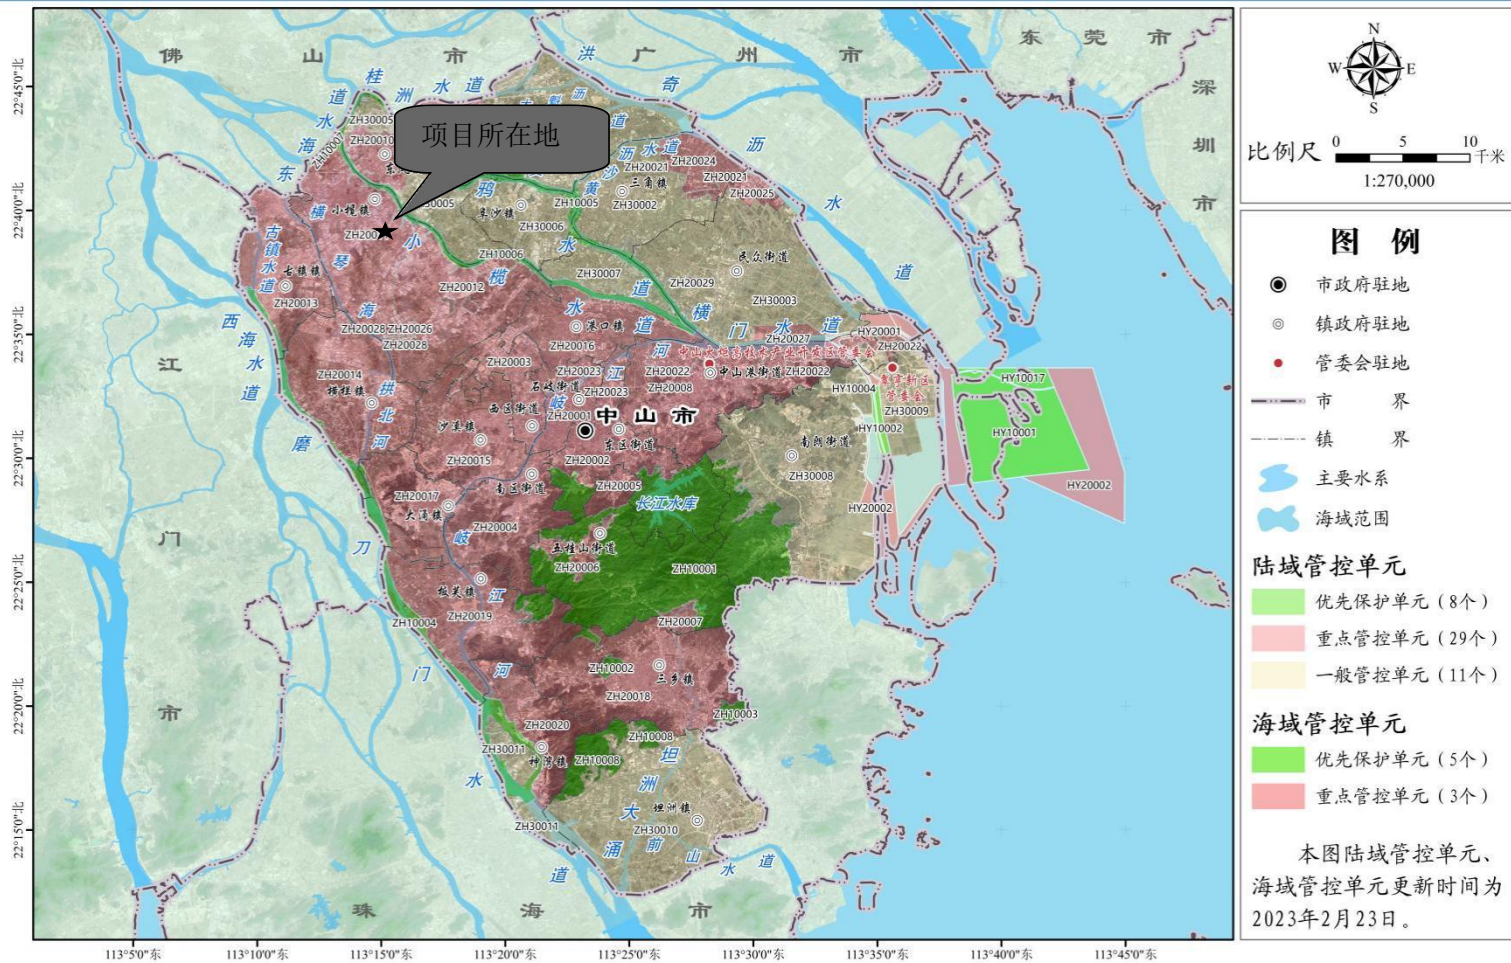 佛山市
广州市
东莞市
深圳市
江门市
珠海市
桂洲水道
洪奇沥水道
东海水道
项目所在地
ZH30005
ZH20010
ZH10007
小榄镇
横琴海
古镇水道
古镇镇
ZH20013
小榄水道
鸦
黄沙沥水道
ZH20021
三角镇
ZH30002
ZH20024
ZH20021
ZH20025
阜沙镇
ZH30006
ZH10005
ZH10006
ZH30007
ZH20012
民众街道
ZH20029
ZH30003
横门水道
西海水道
ZH20028
ZH20026
ZH20028
港口镇
ZH20016
ZH20027
HY20001
ZH20022
ZH20003
ZH20014
横栏镇
拱北河
石岐街道
ZH20023
ZH20023
ZH20022
ZH20008
中山火炬高技术产业开发区管委会
中山港街道
ZH20022
翠亨新区
管委会
HY10004
ZH30009
HY10017
HY10001
HY10002
HY20002
HY20002
西区街道
ZH20001
中山市
东区街道
ZH20002
沙溪镇
ZH20015
南区街道
ZH20005
南朗街道
ZH30008
长江水库
ZH20017
大涌镇
ZH20004
岐江河
五桂山街道
ZH20006
ZH10001
板芙镇
ZH20019
ZH10004
磨刀门水道
ZH20007
ZH10002
三乡镇
ZH20018
ZH10003
ZH20020
神湾镇
ZH30011
ZH10008
ZH10008
ZH30011
坦洲大涌
坦洲镇
ZH30010
前山水道
22°45'北
22°40'北
22°35'北
22°30'北
22°25'北
22°20'北
22°15'北
113°5'0"东
113°10'0"东
113°15'0"东
113°20'0"东
113°25'0"东
113°30'0"东
113°35'0"东
113°40'0"东
113°45'0"东
N
W E
S
比例尺 0 5 10 千米
1:270,000
图 例
市政府驻地
镇政府驻地
管委会驻地
市 界
镇 界
主要水系
海域范围
陆域管控单元
优先保护单元（8个）
重点管控单元（29个）
一般管控单元（11个）
海域管控单元
优先保护单元（5个）
重点管控单元（3个）
本图陆域管控单元、
海域管控单元更新时间为
2023年2月23日。